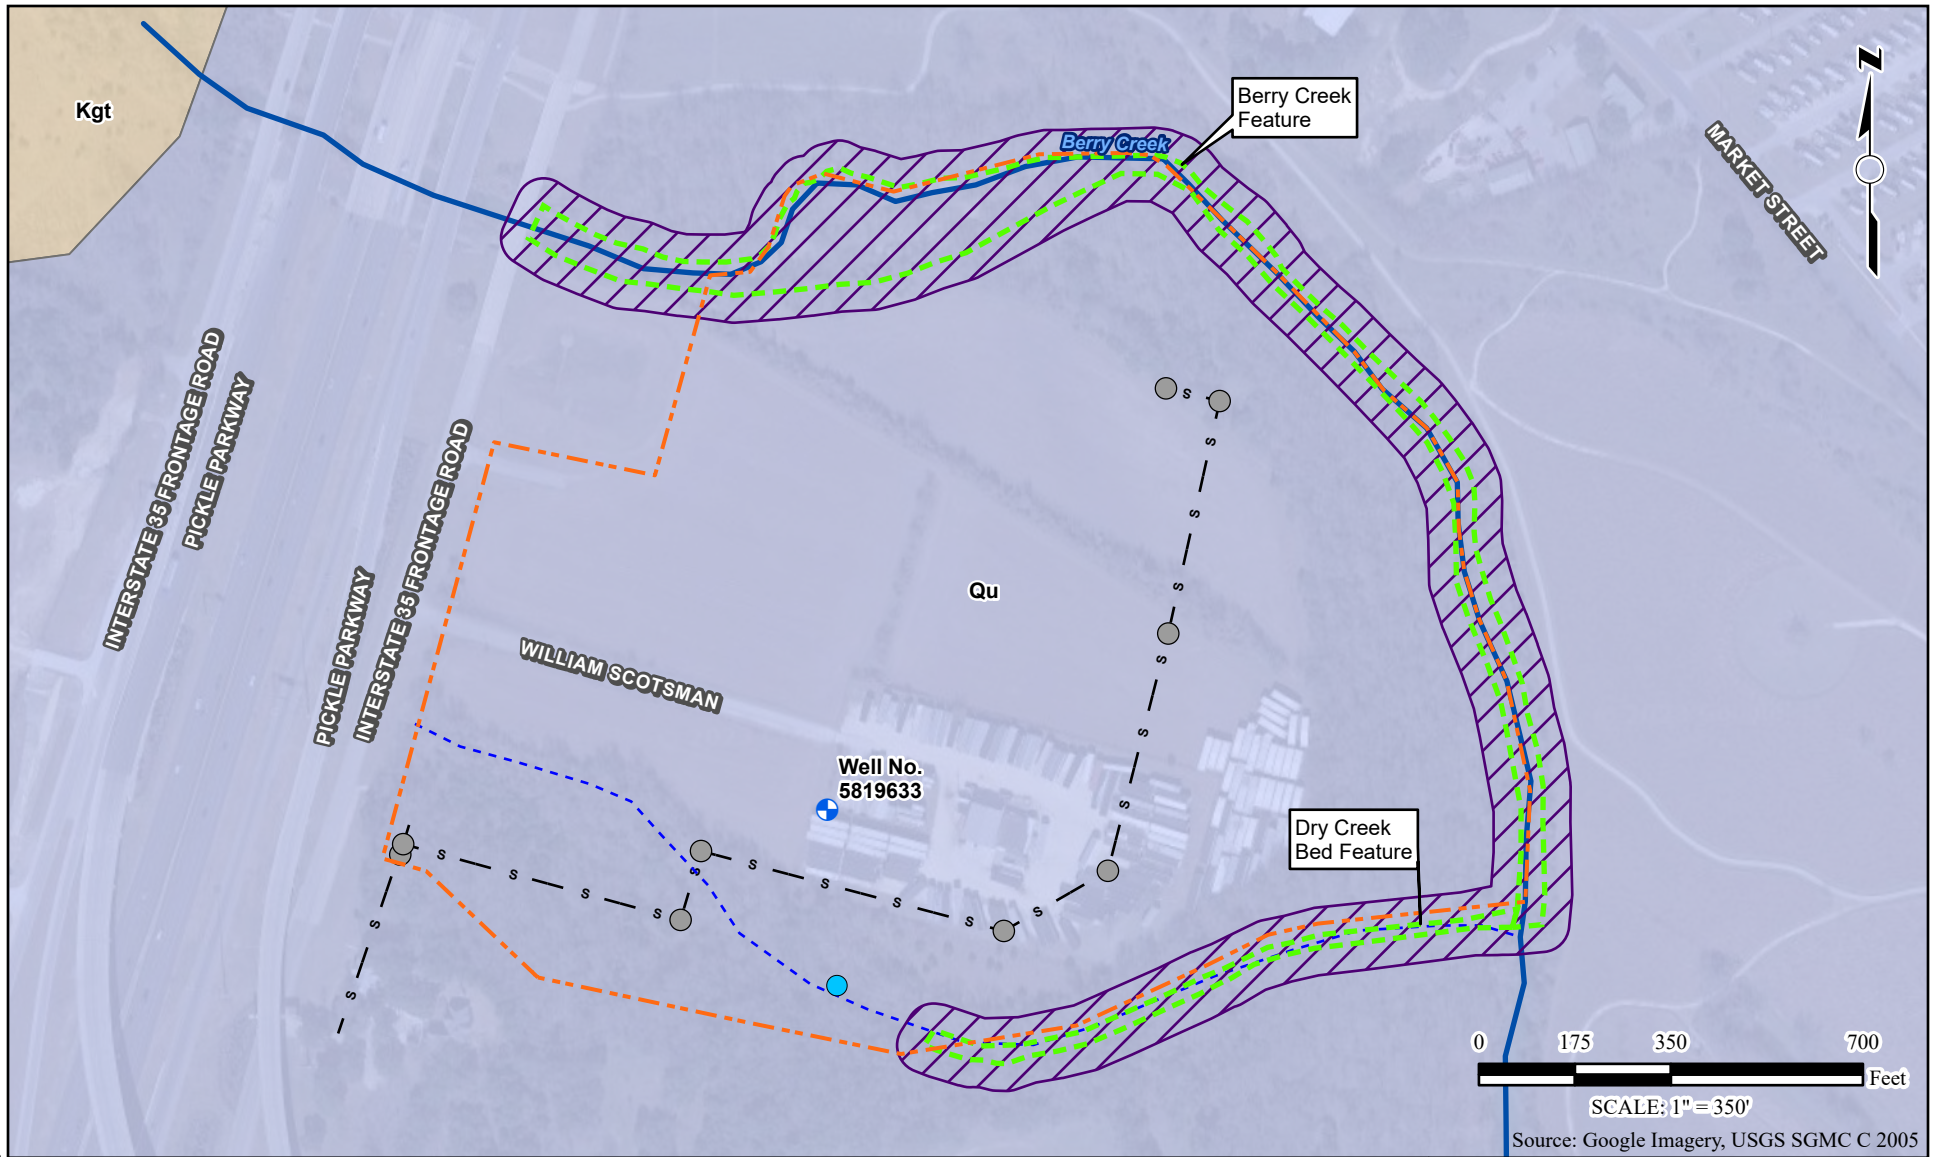 N
Kgt
Berry Creek
Feature
Berry Creek
MARKET STREET
INTERSTATE 35 FRONTAGE ROAD
PICKLE PARKWAY
INTERSTATE 35 FRONTAGE ROAD
PICKLE PARKWAY
S
S
S
Qu
S
S
WILLIAM SCOTSMAN
S
S
Well No.
5819633
Dry Creek
Bed Feature
S
S
S
S
S
S
S
S
S
S
S
0 175 350 700
Feet
SCALE: 1" = 350'
Source: Google Imagery, USGS SGMC C 2005